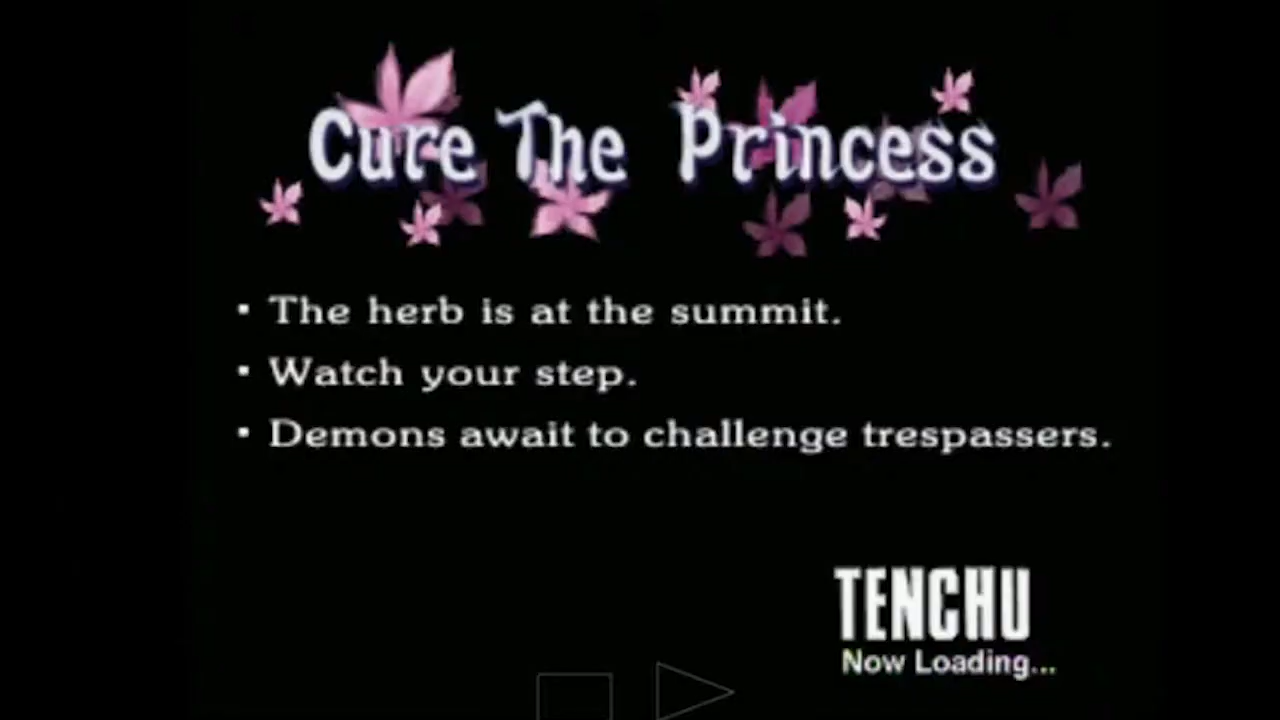 Cure The Princess
▪ The herb is at the summit.
▪ Watch your step.
▪ Demons await to challenge trespassers.
TENCHU
Now Loading...